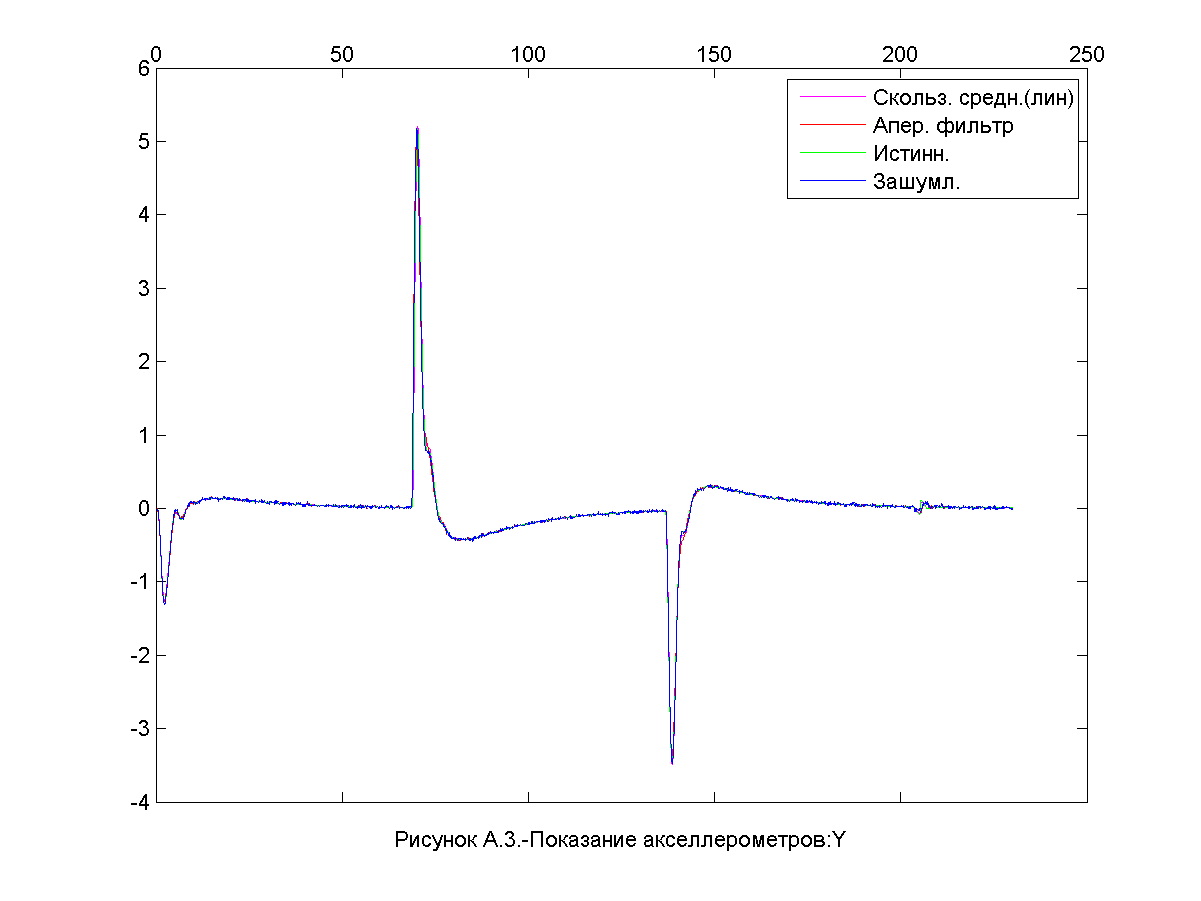 0 50 100 150 200 250
6
5
4
3
2
1
0
-1
-2
-3
-4
Скольз. средн.(лин)
Апер. фильтр
Истинн.
Зашумл.
Рисунок А.3.-Показание акселлерометров:Y